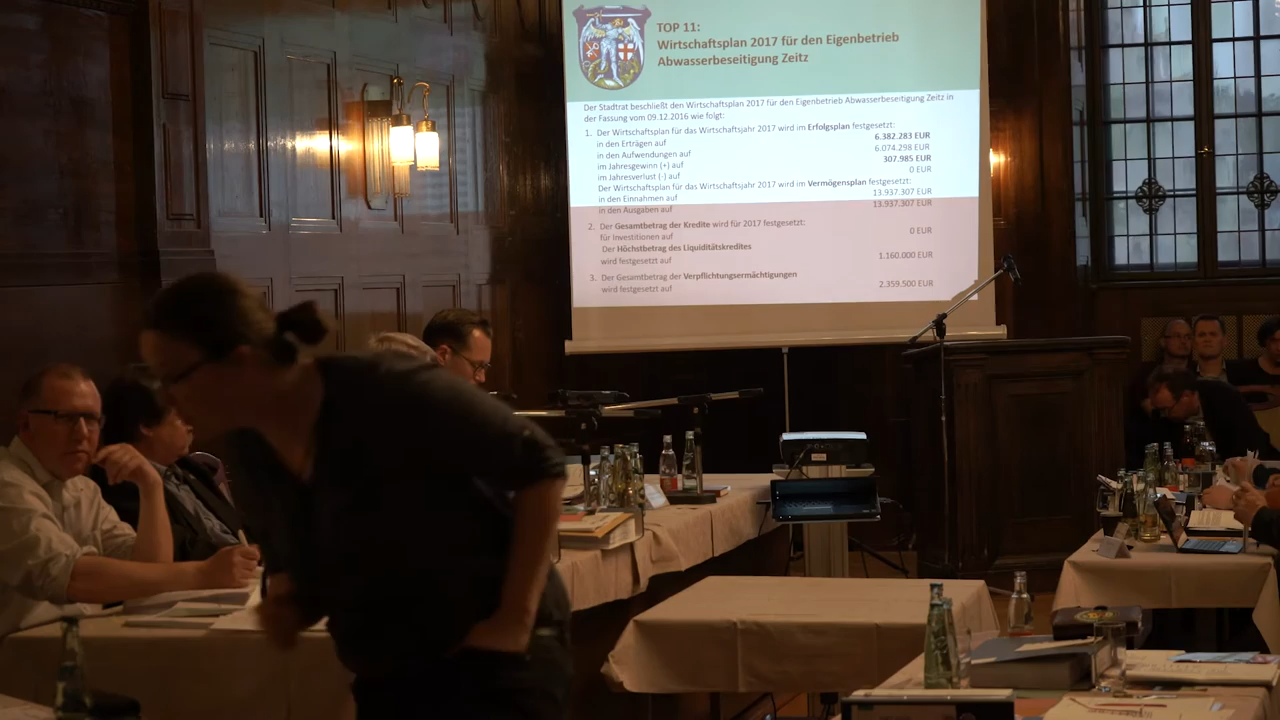 TOP 11:
Wirtschaftsplan 2017 für den Eigenbetrieb
Abwasserbeseitigung Zeitz
Der Stadtrat beschließt den Wirtschaftsplan 2017 für den Eigenbetrieb Abwasserbeseitigung Zeitz in
der Fassung vom 09.12.2016 wie folgt:
1. Der Wirtschaftsplan für das Wirtschaftsjahr 2017 wird im Erfolgsplan festgesetzt:
in den Erträgen auf 6.382.283 EUR
in den Aufwendungen auf 6.074.298 EUR
im Jahresgewinn (+) auf 307.985 EUR
im Jahresverlust (-) auf 0 EUR
Der Wirtschaftsplan für das Wirtschaftsjahr 2017 wird im Vermögensplan festgesetzt:
in den Einnahmen auf 13.937.307 EUR
in den Ausgaben auf 13.937.307 EUR
2. Der Gesamtbetrag der Kredite wird für 2017 festgesetzt:
für Investitionen auf 0 EUR
Der Höchstbetrag des Liquiditätskredites
wird festgesetzt auf 1.160.000 EUR
3. Der Gesamtbetrag der Verpflichtungsermächtigungen
wird festgesetzt auf 2.359.500 EUR